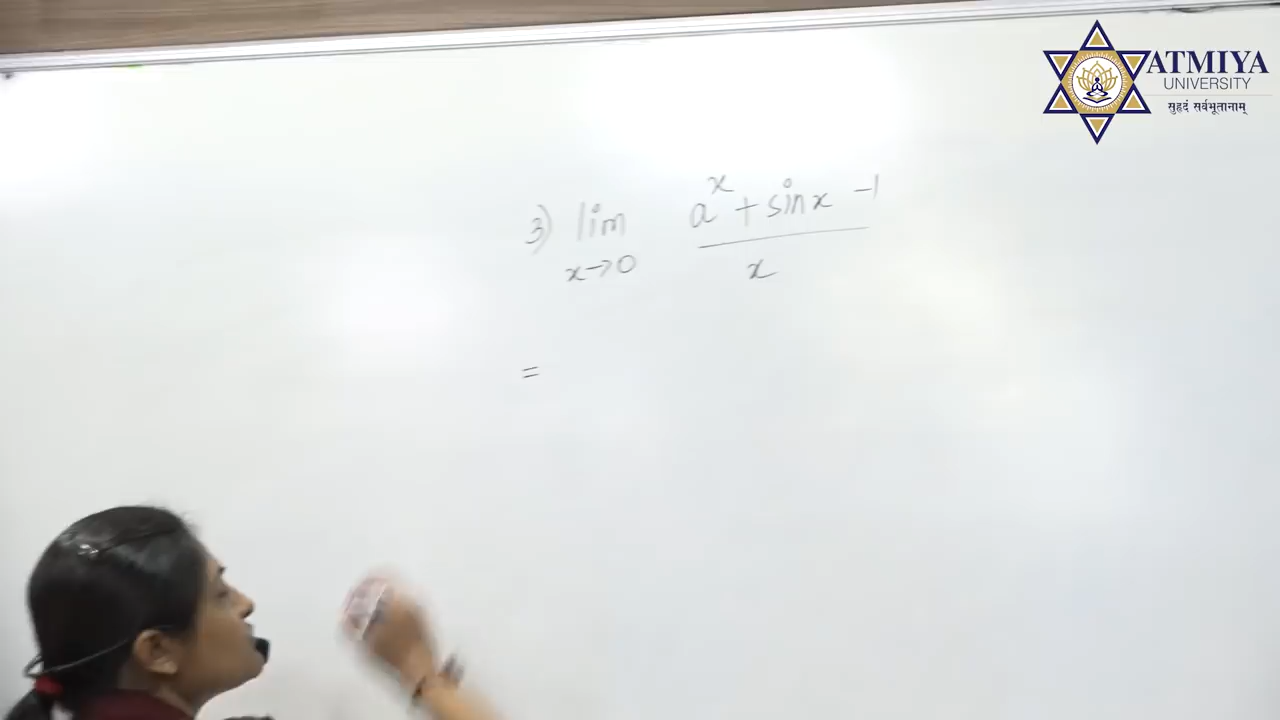 ATMIYA
UNIVERSITY
सुहृदं सर्वभूतानाम्
3) lim a^x + sin x - 1
x→0 x
=